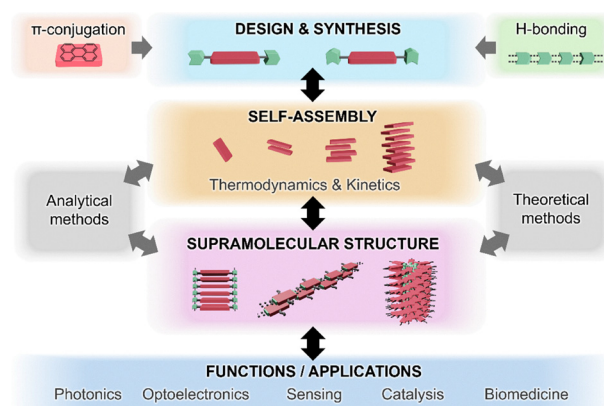 π-conjugation
DESIGN & SYNTHESIS
H-bonding
SELF-ASSEMBLY
Thermodynamics & Kinetics
Analytical
methods
Theoretical
methods
SUPRAMOLECULAR STRUCTURE
FUNCTIONS / APPLICATIONS
Photonics Optoelectronics Sensing Catalysis Biomedicine